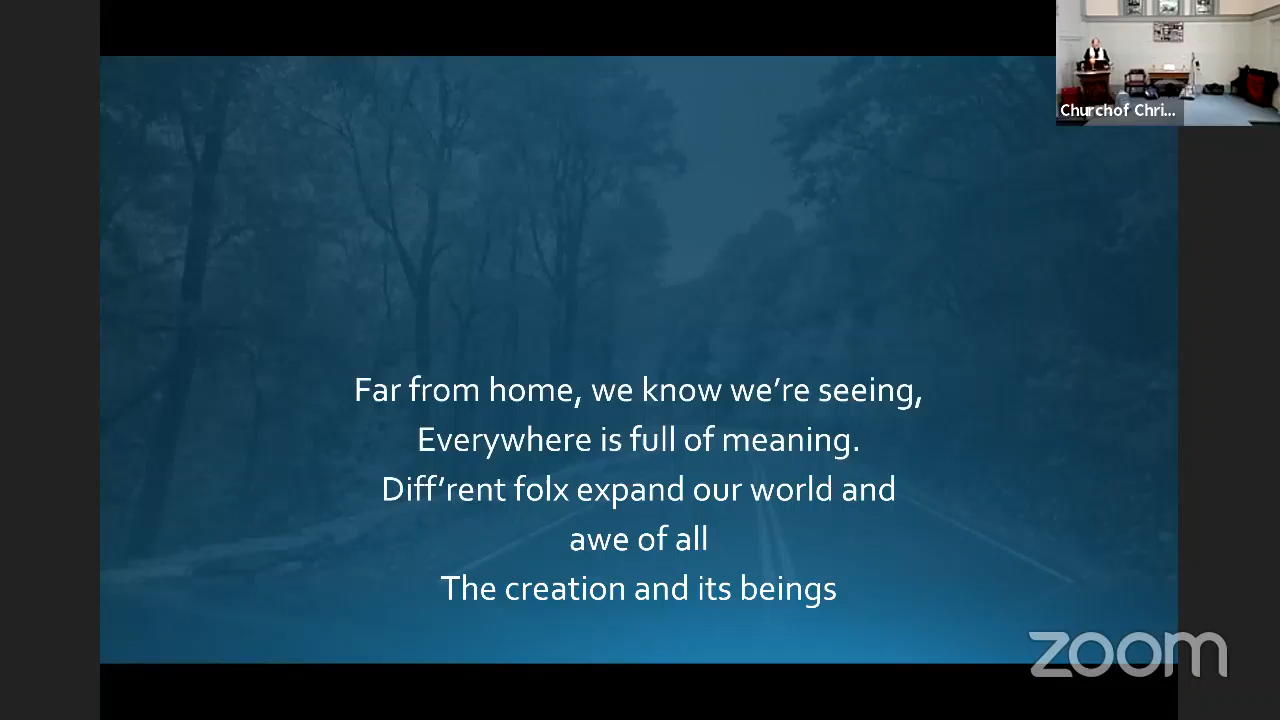 Churchof Chri...
Far from home, we know we're seeing,
Everywhere is full of meaning.
Diff'rent folx expand our world and
awe of all
The creation and its beings
zoom